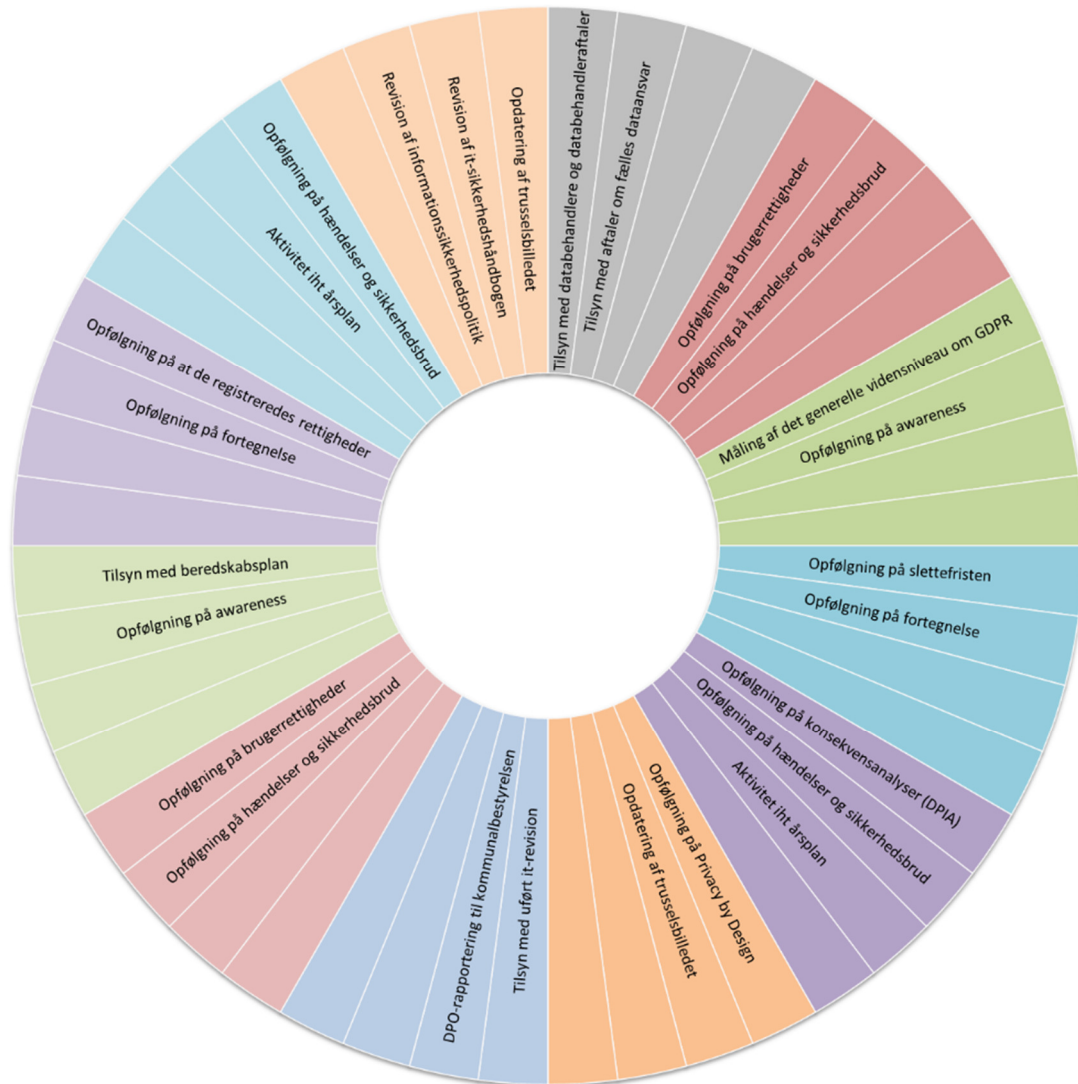 Tilsyn med databehandlere og databehandleraftaler
Tilsyn med aftaler om fælles dataansvar
Opfølgning på brugerrettigheder
Opfølgning på hændelser og sikkerhedsbrud
Måling af det generelle vidensniveau om GDPR
Opfølgning på awareness
Opfølgning på slettefristen
Opfølgning på fortegnelse
Opfølgning på konsekvensanalyser (DPIA)
Opfølgning på hændelser og sikkerhedsbrud
Aktivitet iht årsplan
Opfølgning på Privacy by Design
Opdatering af trusselsbilledet
Tilsyn med uført it-revision
DPO-rapportering til kommunalbestyrelsen
Opfølgning på hændelser og sikkerhedsbrud
Opfølgning på brugerrettigheder
Opfølgning på awareness
Tilsyn med beredskabsplan
Opfølgning på fortegnelse
Opfølgning på at de registreredes rettigheder
Aktivitet iht årsplan
Opfølgning på hændelser og sikkerhedsbrud
Revision af informationssikkerhedspolitik
Revision af it-sikkerhedshåndbogen
Opdatering af trusselsbilledet